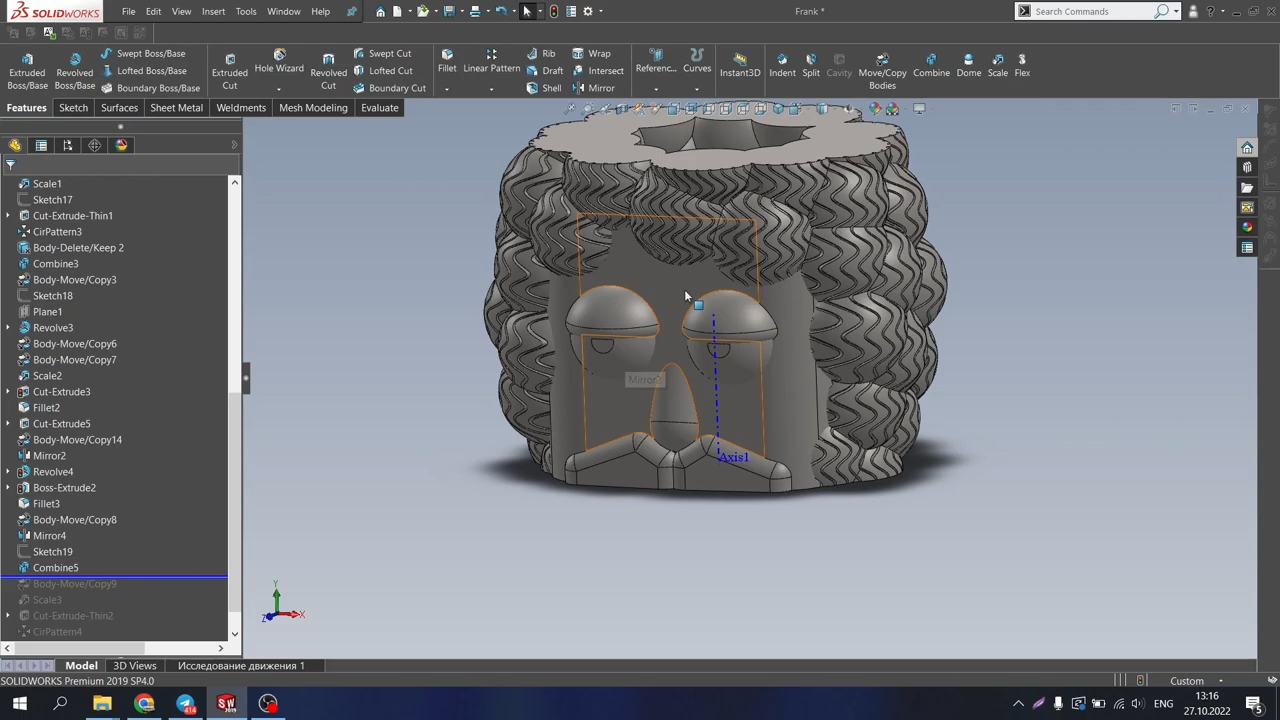 SOLIDWORKS
File Edit View Insert Tools Window Help
Frank *
Search Commands
Extruded Boss/Base
Revolved Boss/Base
Swept Boss/Base
Lofted Boss/Base
Boundary Boss/Base
Extruded Cut
Hole Wizard
Revolved Cut
Swept Cut
Lofted Cut
Boundary Cut
Fillet
Linear Pattern
Rib
Draft
Shell
Wrap
Intersect
Mirror
Referenc...
Curves
Instant3D
Indent
Split
Cavity
Move/Copy Bodies
Combine
Dome
Scale
Flex
Features Sketch Surfaces Sheet Metal Weldments Mesh Modeling Evaluate
Scale1
Sketch17
Cut-Extrude-Thin1
CirPattern3
Body-Delete/Keep 2
Combine3
Body-Move/Copy3
Sketch18
Plane1
Revolve3
Body-Move/Copy6
Body-Move/Copy7
Scale2
Cut-Extrude3
Fillet2
Cut-Extrude5
Body-Move/Copy14
Mirror2
Revolve4
Boss-Extrude2
Fillet3
Body-Move/Copy8
Mirror4
Sketch19
Combine5
Body-Move/Copy9
Scale3
Cut-Extrude-Thin2
CirPattern4
Axis1
Y
X
Z
Model 3D Views Исследование движения 1
SOLIDWORKS Premium 2019 SP4.0
Custom
414
SW
2019
ENG
13:16
27.10.2022
5